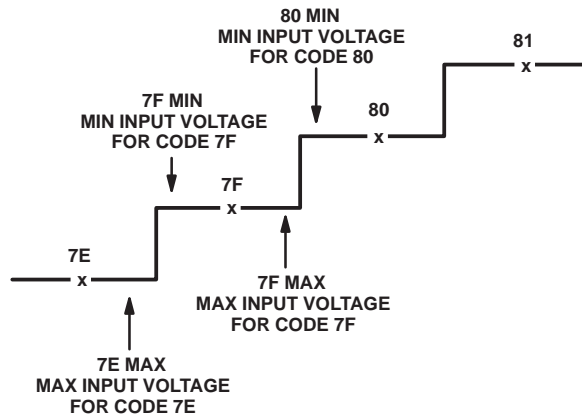 80 MIN
MIN INPUT VOLTAGE
FOR CODE 80
81
7F MIN
MIN INPUT VOLTAGE
FOR CODE 7F
80
x
x
7F
x
7E
x
7F MAX
MAX INPUT VOLTAGE
FOR CODE 7F
7E MAX
MAX INPUT VOLTAGE
FOR CODE 7E